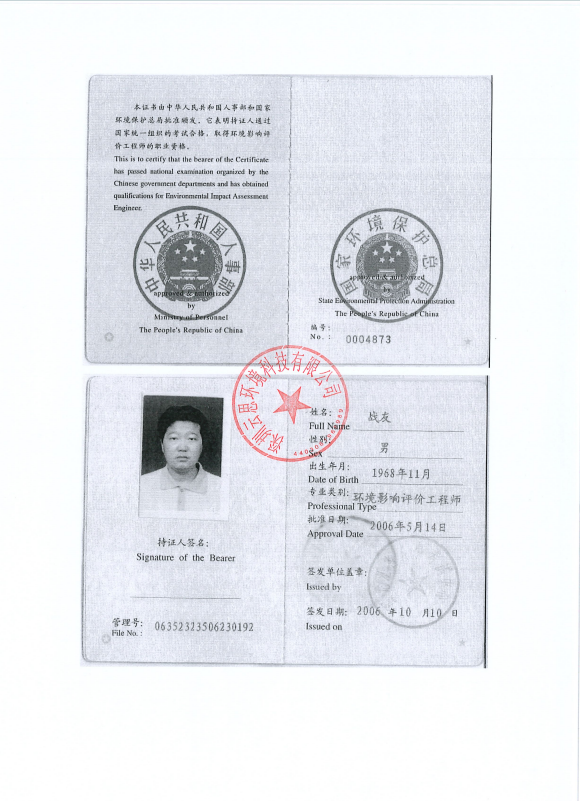 本证书由中华人民共和国人事部和国家
环境保护总局批准颁发，它表明持证人通过
国家统一组织的考试合格，取得环境影响评
价工程师的职业资格。
This is to certify that the bearer of the Certificate
has passed national examination organized by the
Chinese government departments and has obtained
qualifications for Environmental Impact Assessment
Engineer.
中华人民共和国人事部
approved & authorized
by
Ministry of Personnel
The People's Republic of China
国家环境保护总局
approved & authorized
by
State Environmental Protection Administration
The People's Republic of China
编号:
No. : 0004873
深圳云思环境科技有限公司
持证人签名:
Signature of the Bearer
管理号: 06352323506230192
File No. :
姓名: 战友
Full Name
性别: 男
Sex
出生年月: 1968年11月
Date of Birth
专业类别: 环境影响评价工程师
Professional Type
批准日期: 2006年5月14日
Approval Date
签发单位盖章:
Issued by
签发日期: 2006 年 10 月 10 日
Issued on